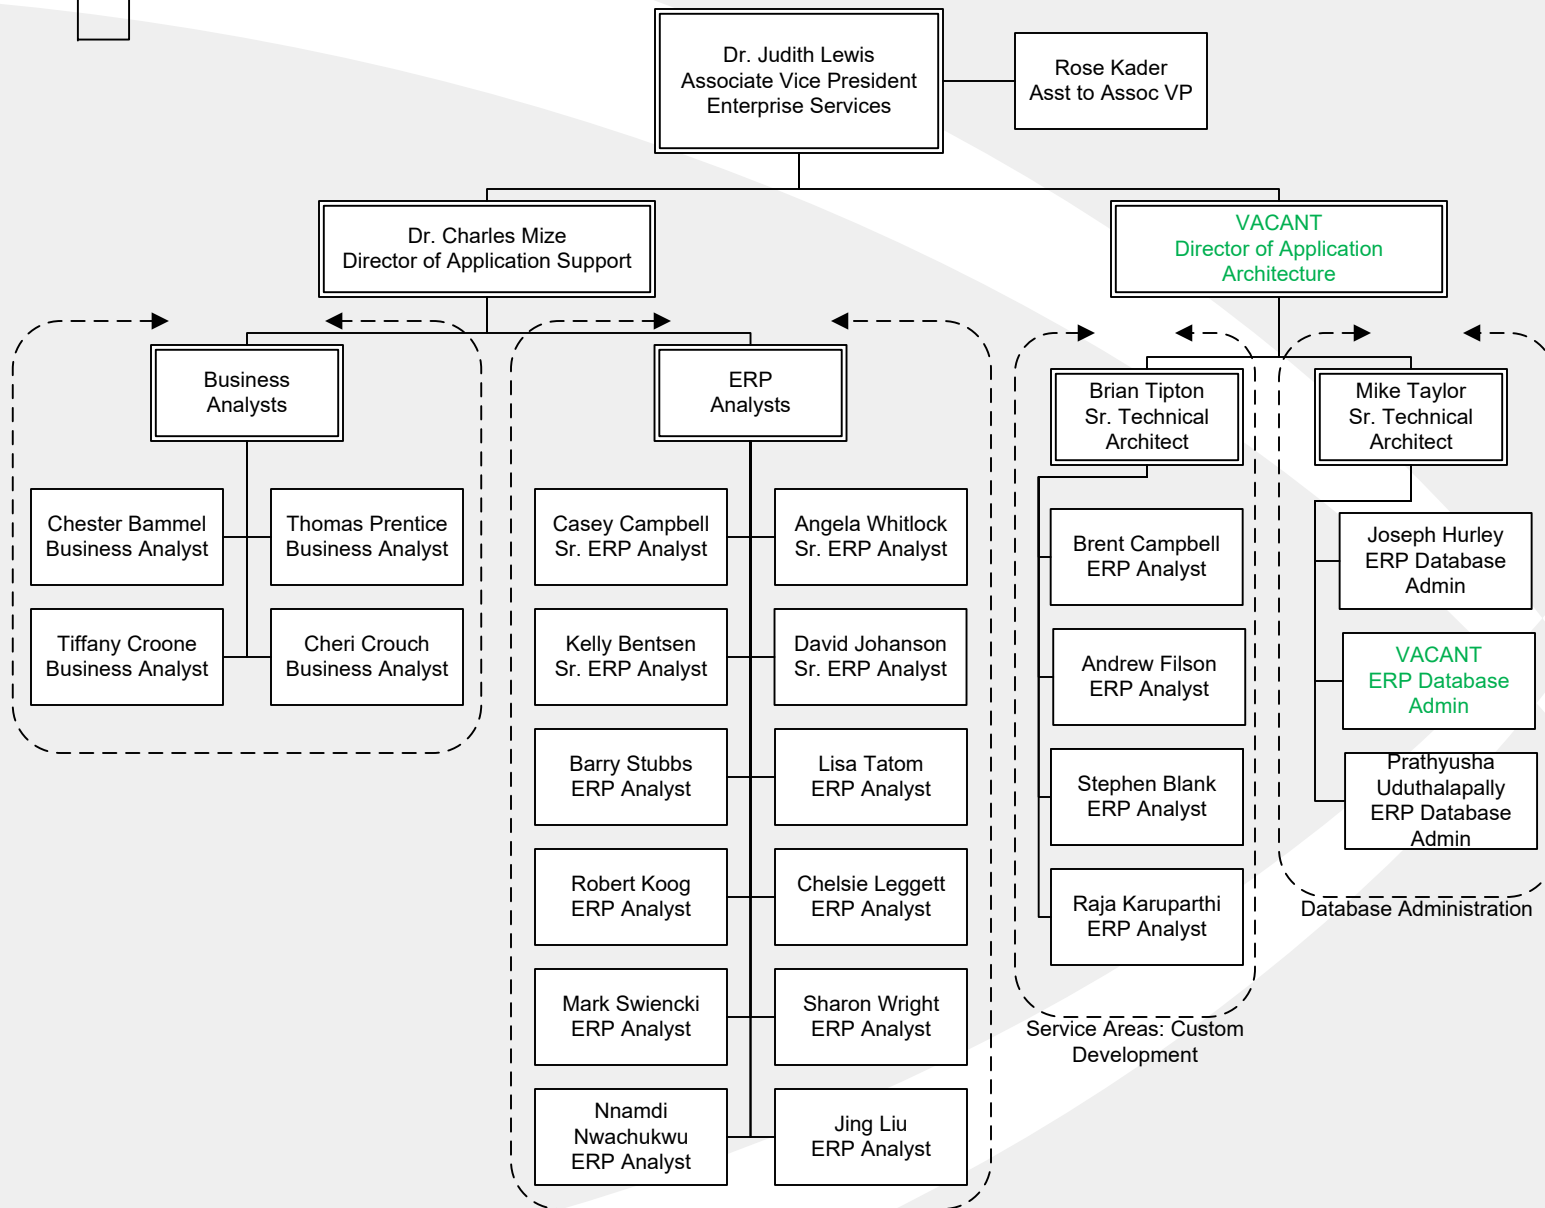 Dr. Judith Lewis
Associate Vice President
Enterprise Services
Rose Kader
Asst to Assoc VP
Dr. Charles Mize
Director of Application Support
VACANT
Director of Application
Architecture
Business
Analysts
ERP
Analysts
Brian Tipton
Sr. Technical
Architect
Mike Taylor
Sr. Technical
Architect
Chester Bammel
Business Analyst
Thomas Prentice
Business Analyst
Tiffany Croone
Business Analyst
Cheri Crouch
Business Analyst
Casey Campbell
Sr. ERP Analyst
Angela Whitlock
Sr. ERP Analyst
Kelly Bentsen
Sr. ERP Analyst
David Johanson
Sr. ERP Analyst
Barry Stubbs
ERP Analyst
Lisa Tatom
ERP Analyst
Robert Koog
ERP Analyst
Chelsie Leggett
ERP Analyst
Mark Swiencki
ERP Analyst
Sharon Wright
ERP Analyst
Nnamdi
Nwachukwu
ERP Analyst
Jing Liu
ERP Analyst
Brent Campbell
ERP Analyst
Andrew Filson
ERP Analyst
Stephen Blank
ERP Analyst
Raja Karuparthi
ERP Analyst
Service Areas: Custom
Development
Joseph Hurley
ERP Database
Admin
VACANT
ERP Database
Admin
Prathyusha
Uduthalapally
ERP Database
Admin
Database Administration